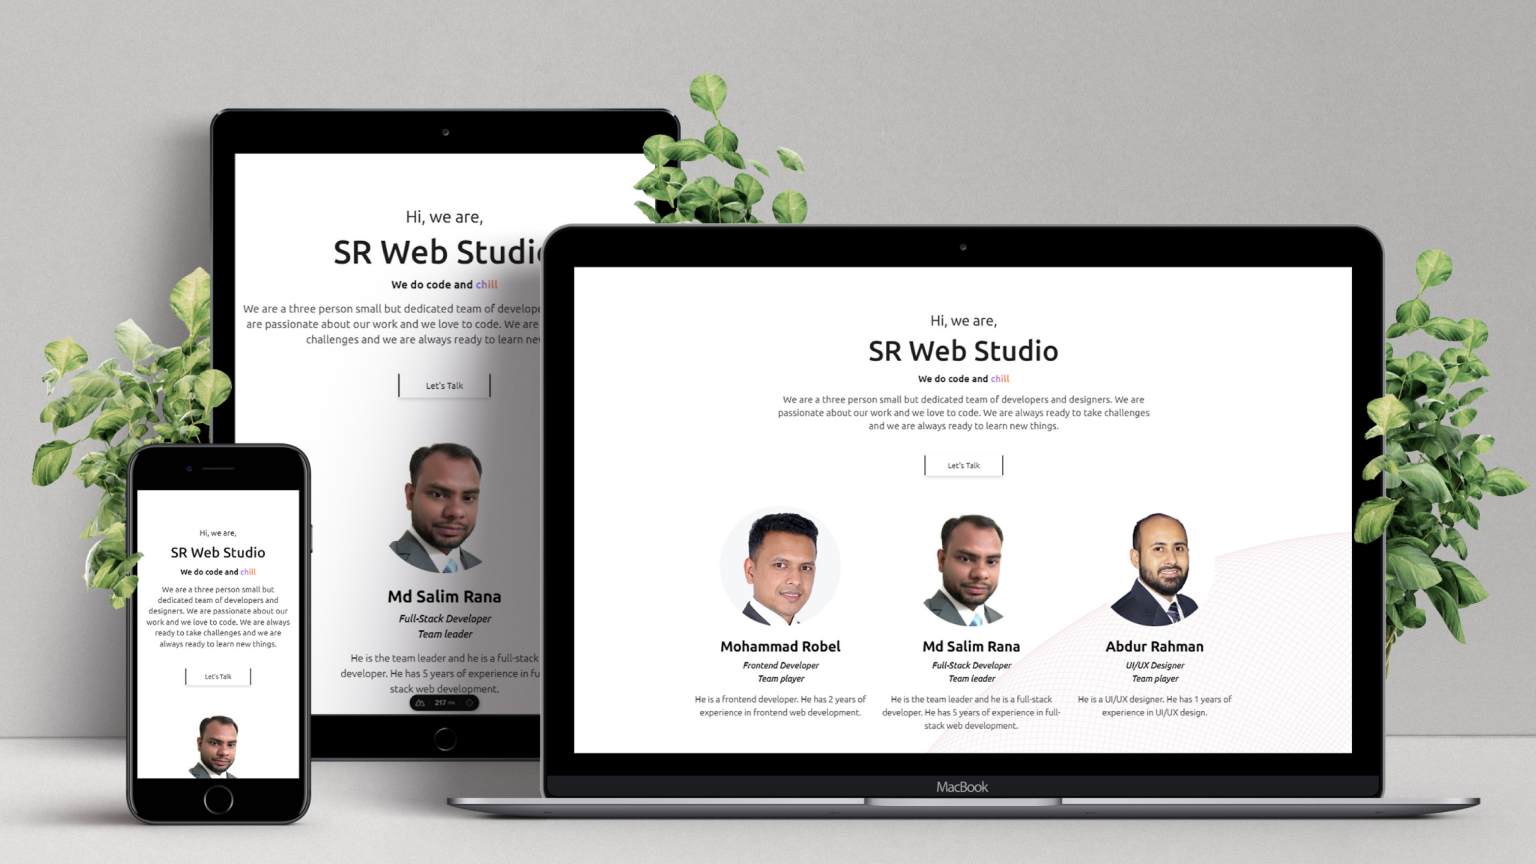 Hi, we are,
SR Web Studio
We do code and chill
We are a three person small but dedicated team of develope
are passionate about our work and we love to code. We are
challenges and we are always ready to learn new
Let's Talk
Md Salim Rana
Full-Stack Developer
Team leader
He is the team leader and he is a full-stack
developer. He has 5 years of experience in fu
stack web development.
217 ms
Hi, we are,
SR Web Studio
We do code and chill
We are a three person small but
dedicated team of developers and
designers. We are passionate about our
work and we love to code. We are always
ready to take challenges and we are
always ready to learn new things.
Let's Talk
Hi, we are,
SR Web Studio
We do code and chill
We are a three person small but dedicated team of developers and designers. We are
passionate about our work and we love to code. We are always ready to take challenges
and we are always ready to learn new things.
Let's Talk
Mohammad Robel
Frontend Developer
Team player
He is a frontend developer. He has 2 years of
experience in frontend web development.
Md Salim Rana
Full-Stack Developer
Team leader
He is the team leader and he is a full-stack
developer. He has 5 years of experience in full-
stack web development.
Abdur Rahman
UI/UX Designer
Team player
He is a UI/UX designer. He has 1 years of
experience in UI/UX design.
MacBook